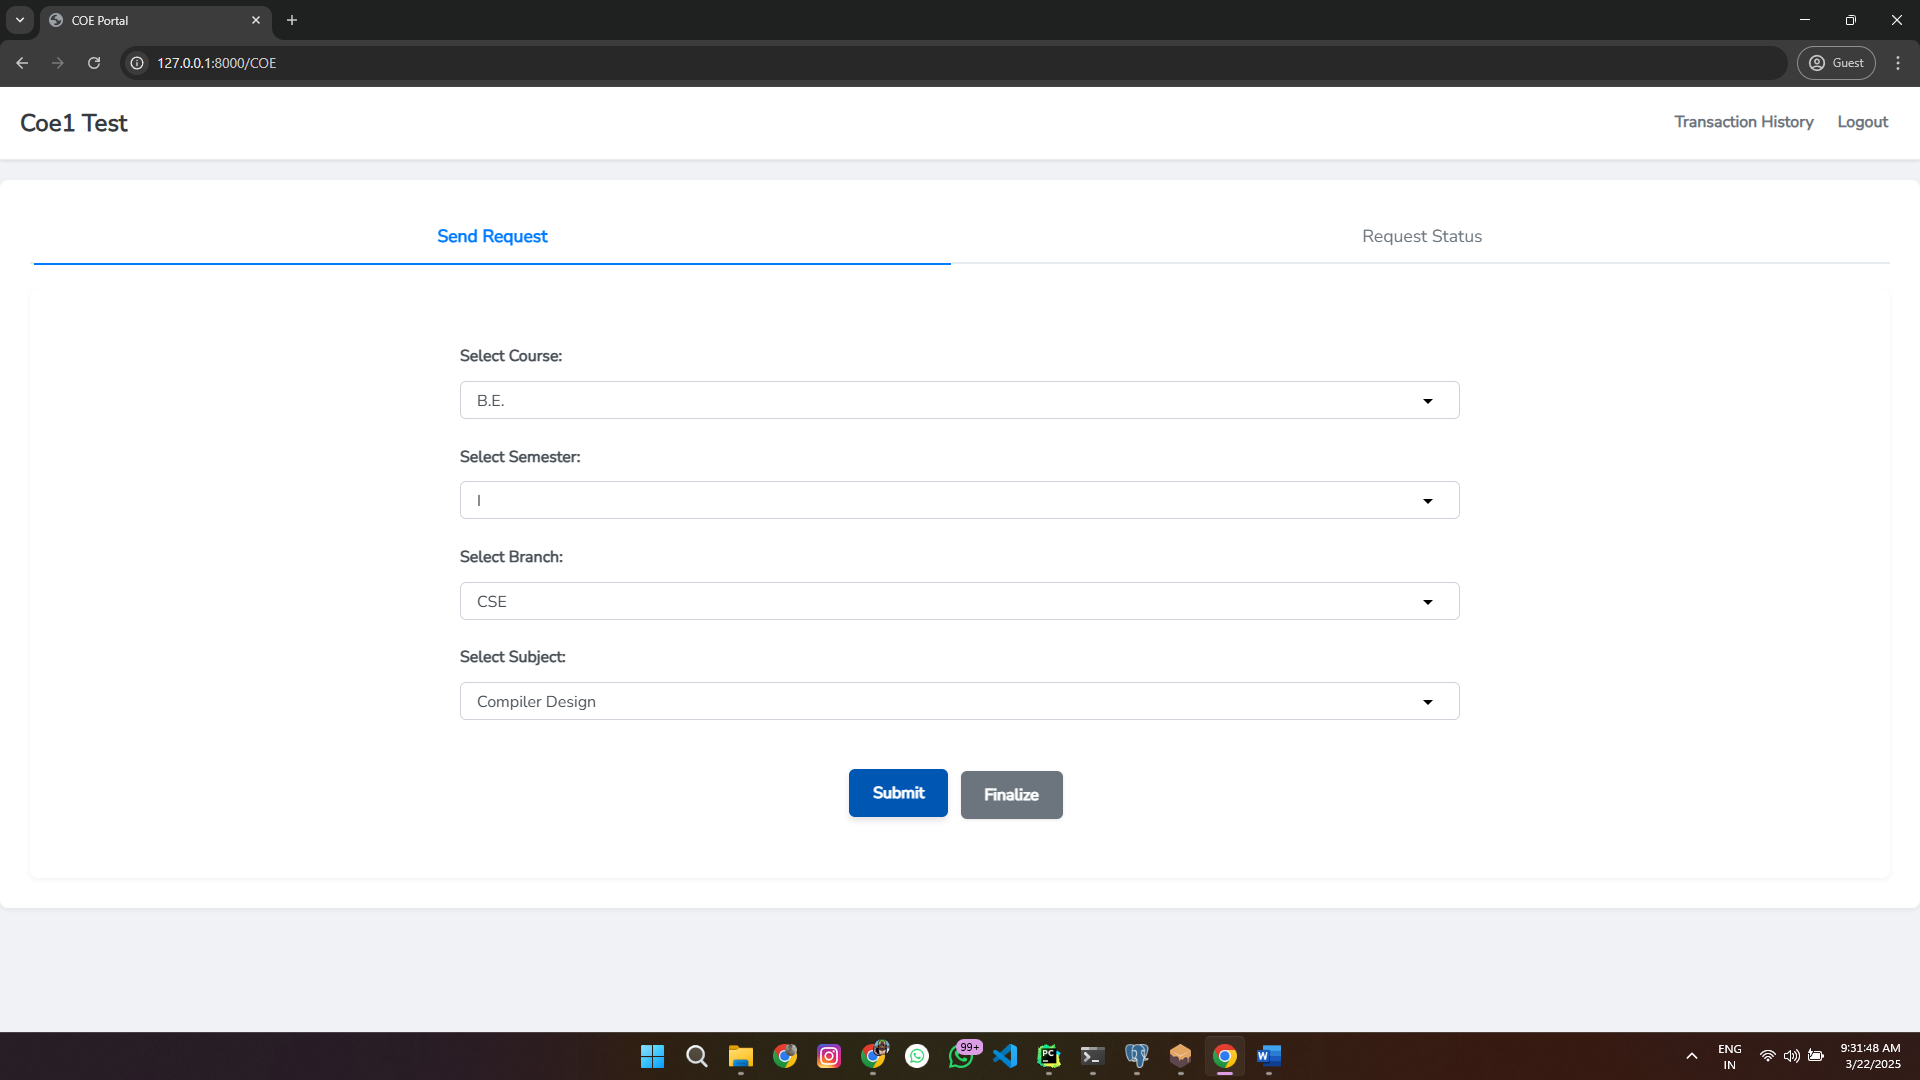 COE Portal
127.0.0.1:8000/COE
Guest
Coe1 Test
Transaction History
Logout
Send Request
Request Status
Select Course:
B.E.
Select Semester:
I
Select Branch:
CSE
Select Subject:
Compiler Design
Submit
Finalize
99+
PC
W
ENG
IN
9:31:48 AM
3/22/2025